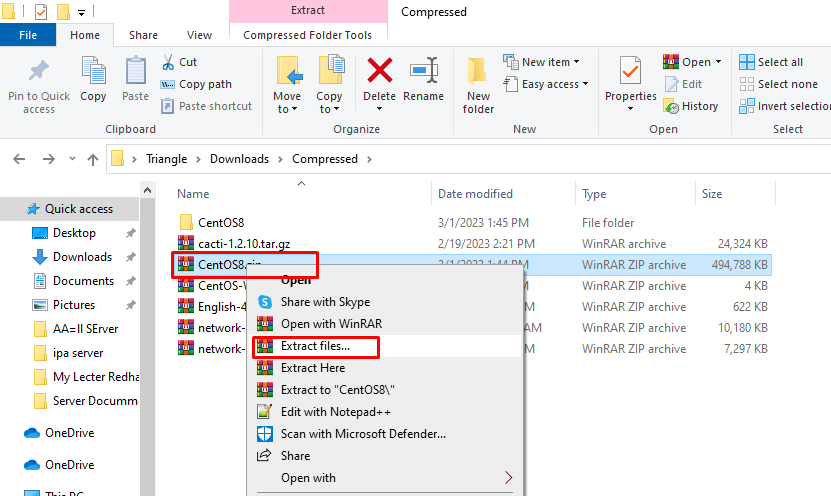 Extract
Compressed
File
Home
Share
View
Compressed Folder Tools
Pin to Quick access
Copy
Paste
Cut
Copy path
Paste shortcut
Clipboard
Move to
Copy to
Delete
Rename
Organize
New folder
New item
Easy access
New
Properties
Open
Edit
History
Open
Select all
Select none
Invert selection
Select
Triangle > Downloads > Compressed >
Name
Date modified
Type
Size
Quick access
Desktop
Downloads
Documents
Pictures
AA=II SErver
ipa server
My Lecter Redha
Server Documm
OneDrive
OneDrive
This PC
CentOS8 3/1/2023 1:45 PM File folder
cacti-1.2.10.tar.gz 2/19/2023 2:21 PM WinRAR archive 24,324 KB
CentOS8.zip 3/1/2023 1:44 PM WinRAR ZIP archive 494,788 KB
CentOS- WinRAR ZIP archive 4 KB
English-4 WinRAR ZIP archive 622 KB
network- AM WinRAR ZIP archive 10,180 KB
network- WinRAR ZIP archive 7,297 KB
Open
Share with Skype
Open with WinRAR
Extract files...
Extract Here
Extract to "CentOS8\"
Edit with Notepad++
Scan with Microsoft Defender...
Share
Open with